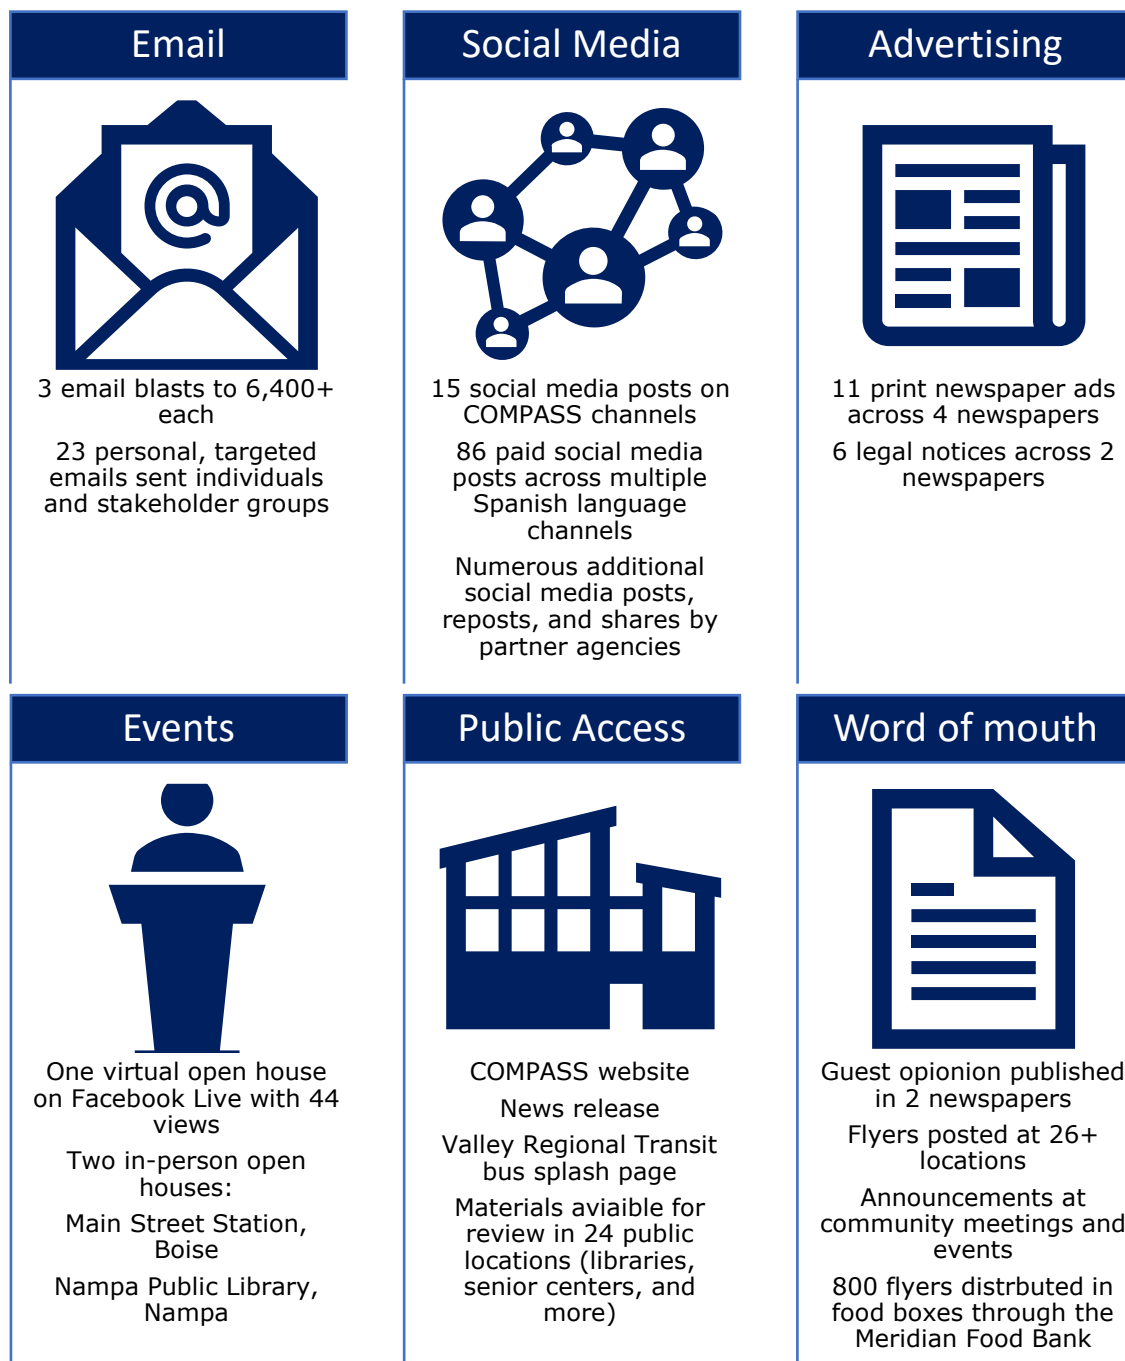 Email
3 email blasts to 6,400+
each
23 personal, targeted
emails sent individuals
and stakeholder groups
Social Media
15 social media posts on
COMPASS channels
86 paid social media
posts across multiple
Spanish language
channels
Numerous additional
social media posts,
reposts, and shares by
partner agencies
Advertising
11 print newspaper ads
across 4 newspapers
6 legal notices across 2
newspapers
Events
One virtual open house
on Facebook Live with 44
views
Two in-person open
houses:
Main Street Station,
Boise
Nampa Public Library,
Nampa
Public Access
COMPASS website
News release
Valley Regional Transit
bus splash page
Materials aviaible for
review in 24 public
locations (libraries,
senior centers, and
more)
Word of mouth
Guest opionion published
in 2 newspapers
Flyers posted at 26+
locations
Announcements at
community meetings and
events
800 flyers distrbuted in
food boxes through the
Meridian Food Bank